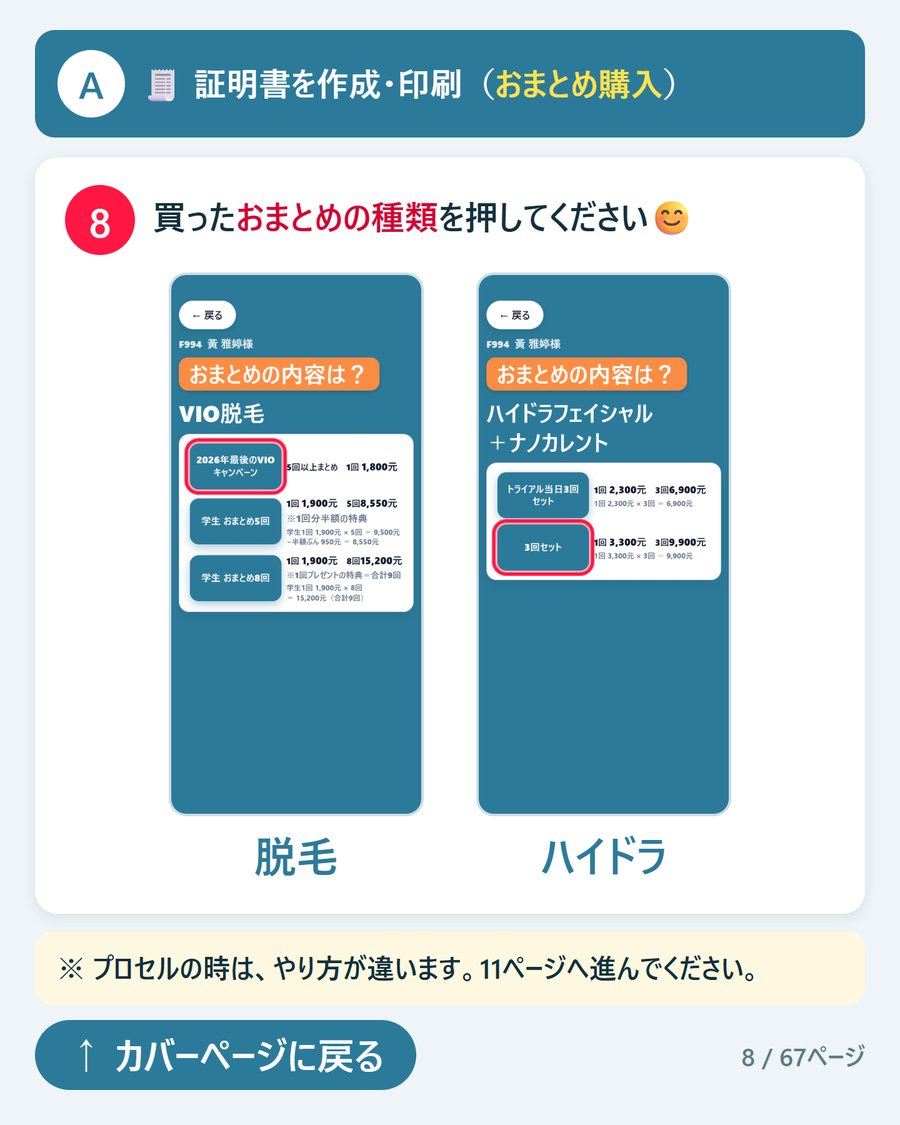 A 証明書を作成・印刷（おまとめ購入）
8 買ったおまとめの種類を押してください
← 戻る
F994 黄 雅婷様
おまとめの内容は？
VIO脱毛
2026年最後のVIO
キャンペーン
5回以上まとめ 1回 1,800元
学生 おまとめ5回
1回 1,900元 5回8,550元
※1回分半額の特典
学生1回 1,900元 × 5回 = 9,500元
−半額ぶん 950元 = 8,550元
学生 おまとめ8回
1回 1,900元 8回15,200元
※1回プレゼントの特典＝合計9回
学生1回 1,900元 × 8回
= 15,200元（合計9回）
脱毛
← 戻る
F994 黄 雅婷様
おまとめの内容は？
ハイドラフェイシャル
＋ナノカレント
トライアル当日3回
セット
1回 2,300元 3回6,900元
1回 2,300元 × 3回 = 6,900元
3回セット
1回 3,300元 3回9,900元
1回 3,300元 × 3回 = 9,900元
ハイドラ
※ プロセルの時は、やり方が違います。11ページへ進んでください。
↑ カバーページに戻る
8 / 67ページ